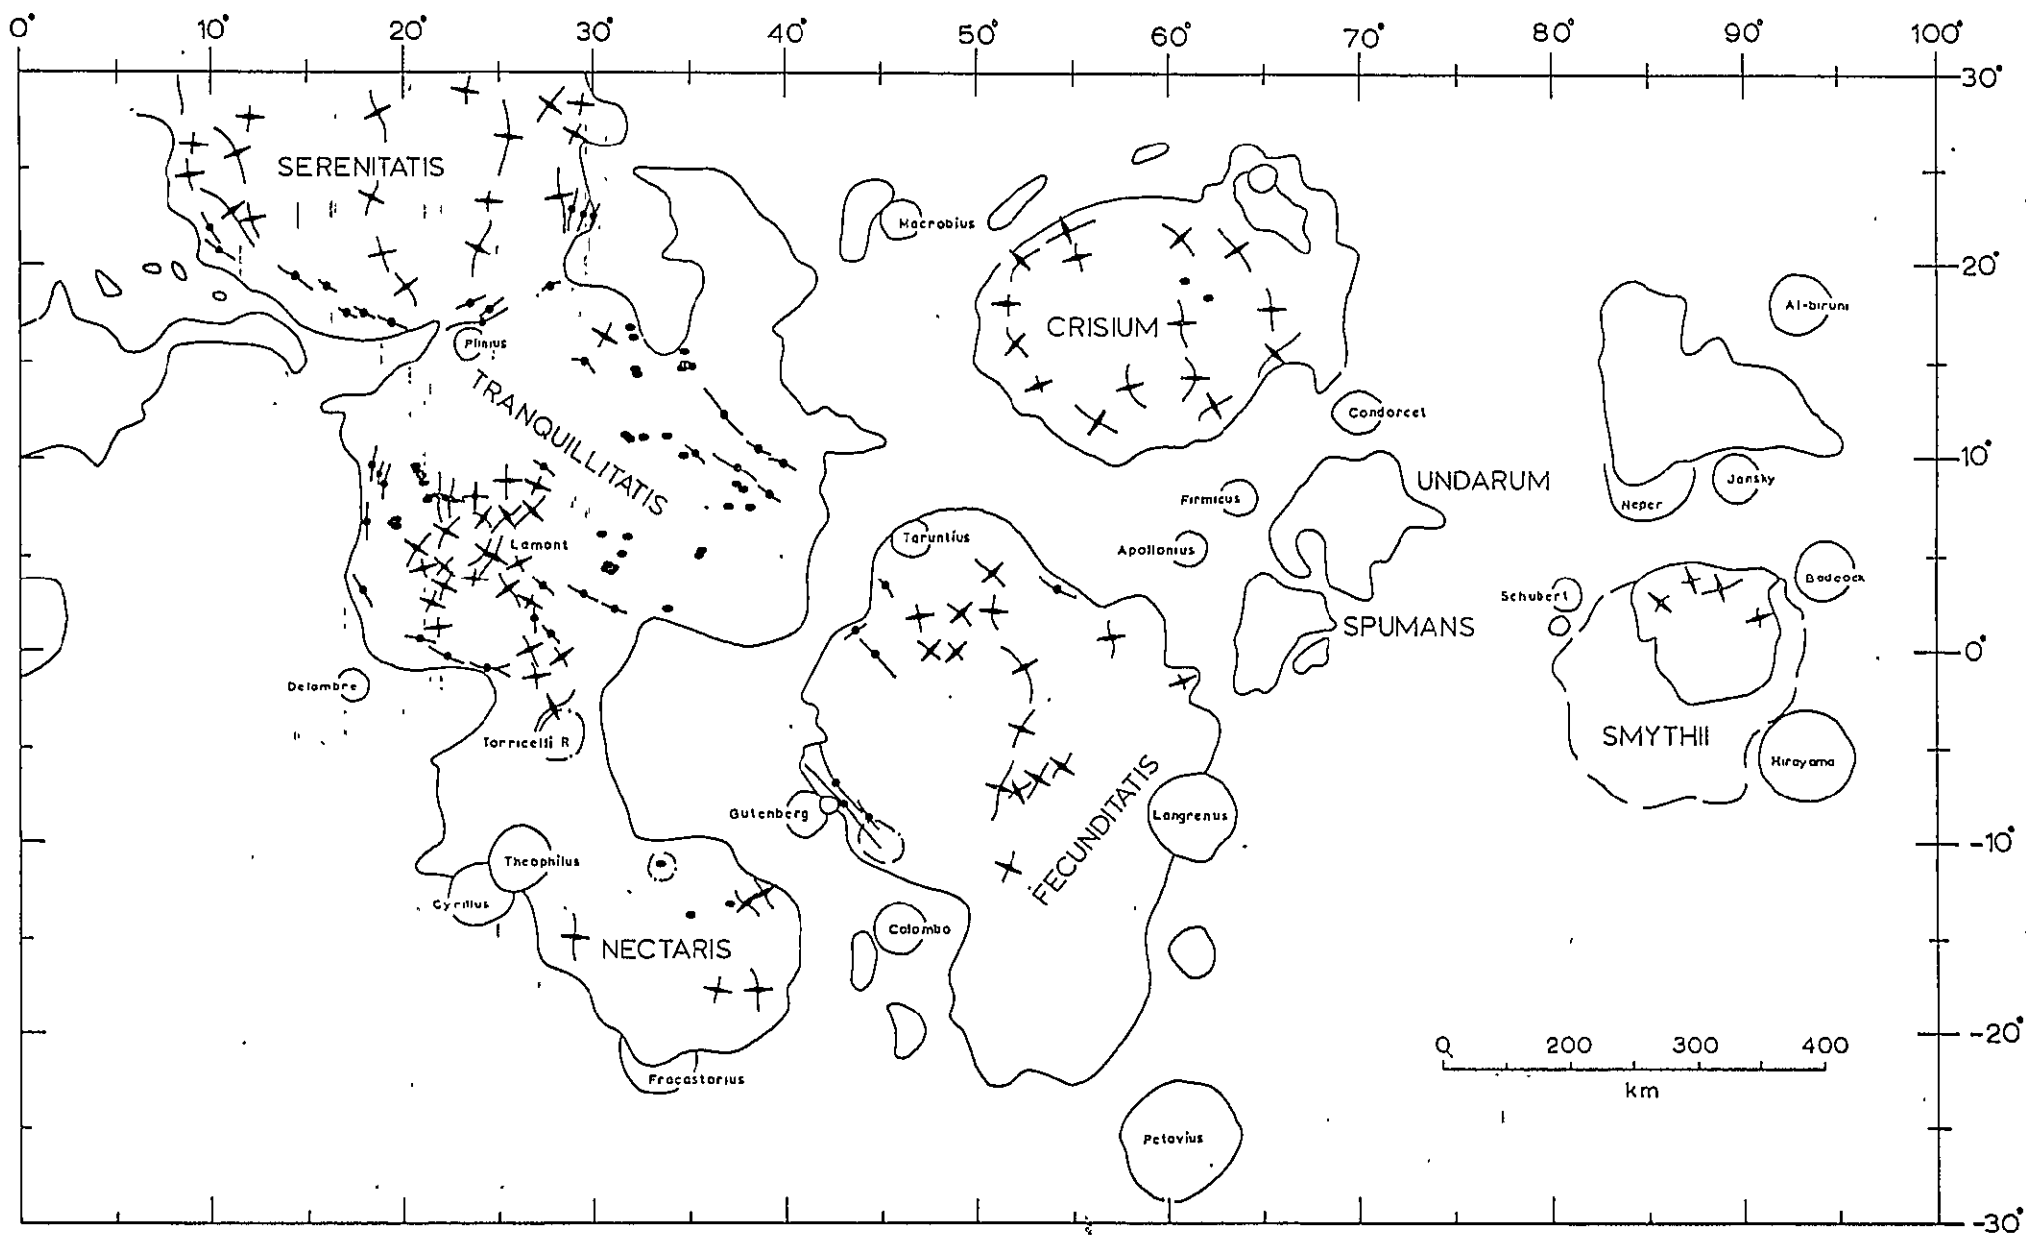 0° 10° 20° 30° 40° 50° 60° 70° 80° 90° 100°
30°
SERENITATIS
Macrobius
20°
Al-biruni
CRISIUM
Plinius
TRANQUILLITATIS
Condorcet
10°
UNDARUM
Jansky
Firmicus
Neper
Taruntius
Lamont
Apollonius
Badcock
Schubert
SPUMANS
0°
Delambre
SMYTHII
Torricelli R
Hirayama
FECUNDITATIS
Gutenberg
Langrenus
-10°
Theophilus
Cyrillus
Colombo
NECTARIS
-20°
0 200 300 400
km
Fracastorius
Petavius
-30°